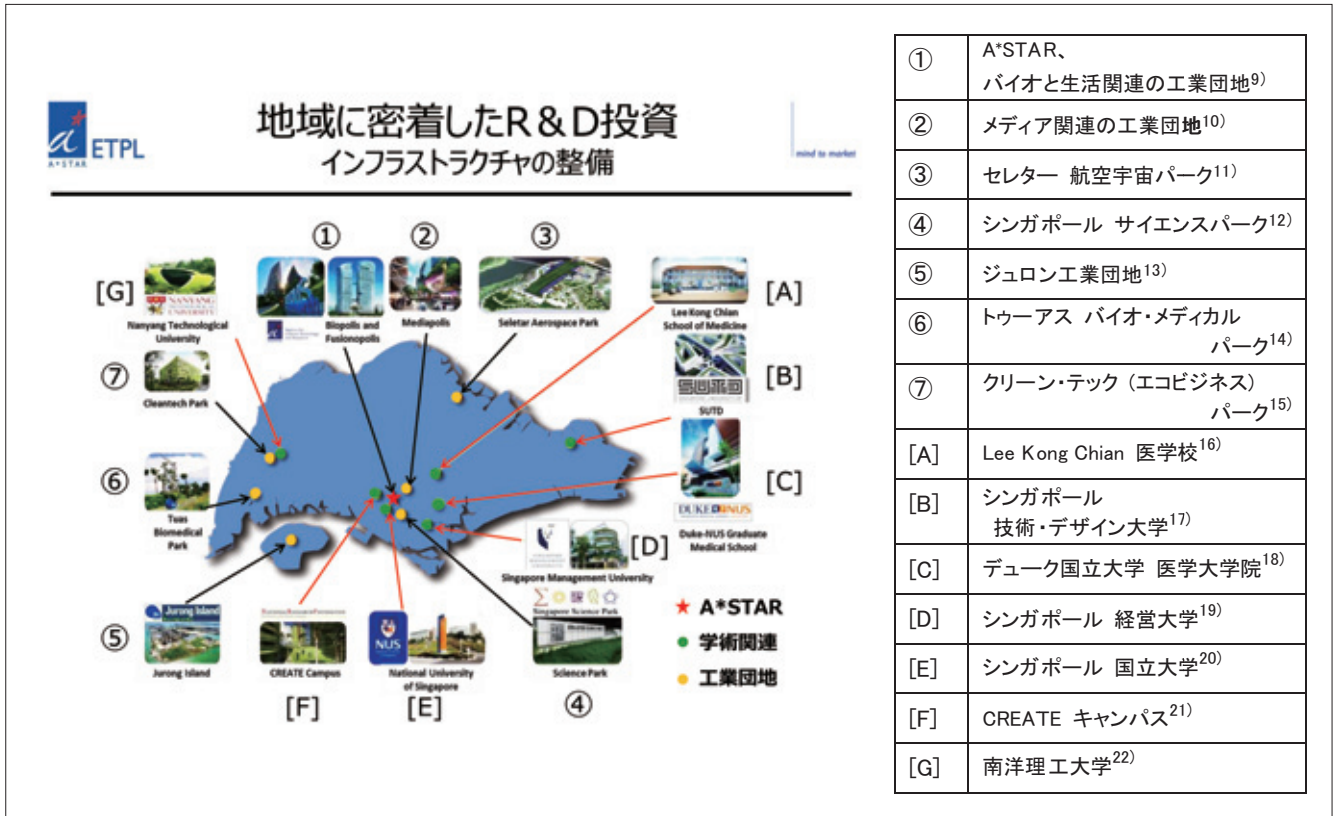 a*
A*STAR
ETPL
地域に密着したR＆D投資
インフラストラクチャの整備
mind to market
①
②
③
[G]
NANYANG
TECHNOLOGICAL
UNIVERSITY
Nanyang Technological
University
Biopolis and
Fusionopolis
Mediapolis
Seletar Aerospace Park
Lee Kong Chian
School of Medicine
[A]
⑦
Cleantech Park
SUTD
[B]
⑥
Tuas
Biomedical
Park
DUKE NUS
Duke-NUS Graduate
Medical School
[C]
[D]
Singapore Management University
⑤
Jurong Island
Jurong Island
CREATE Campus
[F]
NUS
National University
of Singapore
[E]
Singapore Science Park
Science Park
④
★ A*STAR
● 学術関連
● 工業団地
① A*STAR、
バイオと生活関連の工業団地9)
② メディア関連の工業団地10)
③ セレター 航空宇宙パーク11)
④ シンガポール サイエンスパーク12)
⑤ ジュロン工業団地13)
⑥ トゥーアス バイオ・メディカル
パーク14)
⑦ クリーン・テック (エコビジネス)
パーク15)
[A] Lee Kong Chian 医学校16)
[B] シンガポール
技術・デザイン大学17)
[C] デューク国立大学 医学大学院18)
[D] シンガポール 経営大学19)
[E] シンガポール 国立大学20)
[F] CREATE キャンパス21)
[G] 南洋理工大学22)